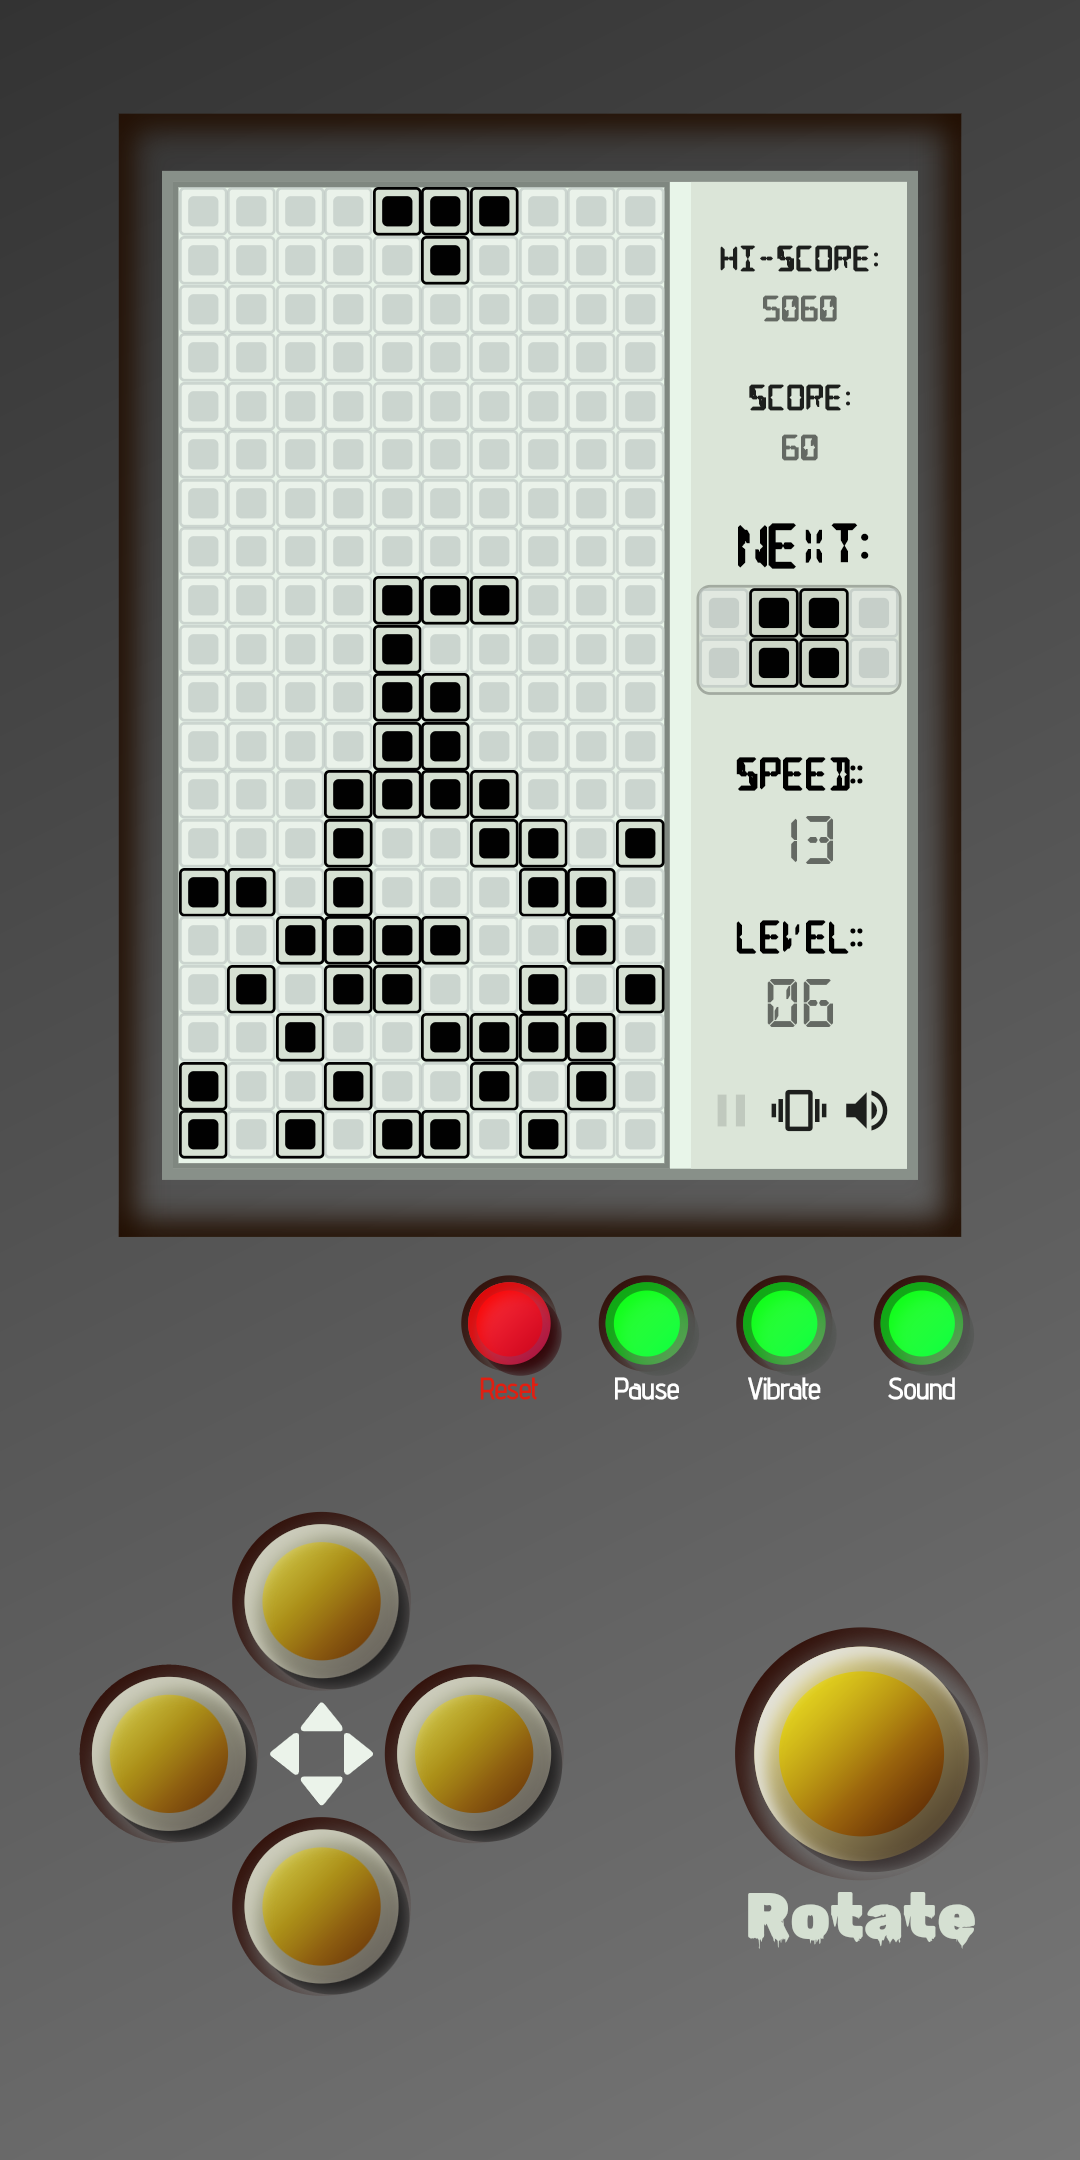 HI-SCORE:
5060
SCORE:
60
NEXT:
SPEED::
13
LEVEL::
06
Reset
Pause
Vibrate
Sound
Rotate